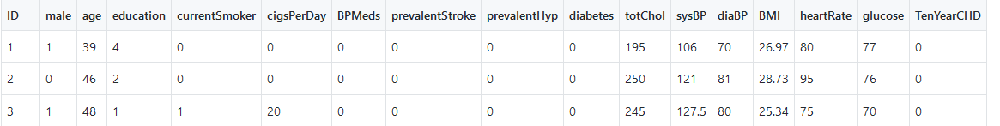 ID male age education currentSmoker cigsPerDay BPMeds prevalentStroke prevalentHyp diabetes totChol sysBP diaBP BMI heartRate glucose TenYearCHD
1 1 39 4 0 0 0 0 0 0 195 106 70 26.97 80 77 0
2 0 46 2 0 0 0 0 0 0 250 121 81 28.73 95 76 0
3 1 48 1 1 20 0 0 0 0 245 127.5 80 25.34 75 70 0